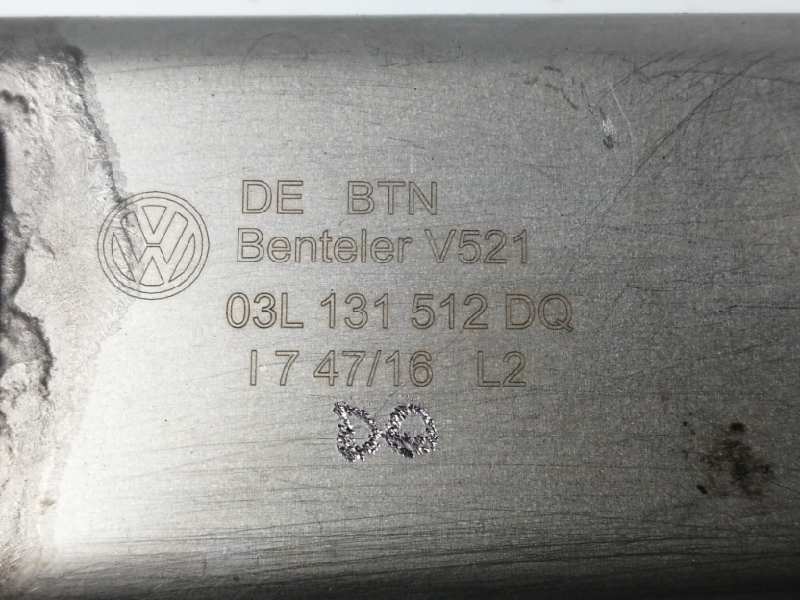 DE BTN
Benteler V521
03L 131 512 DQ
I 7 47/16 L2
DQ